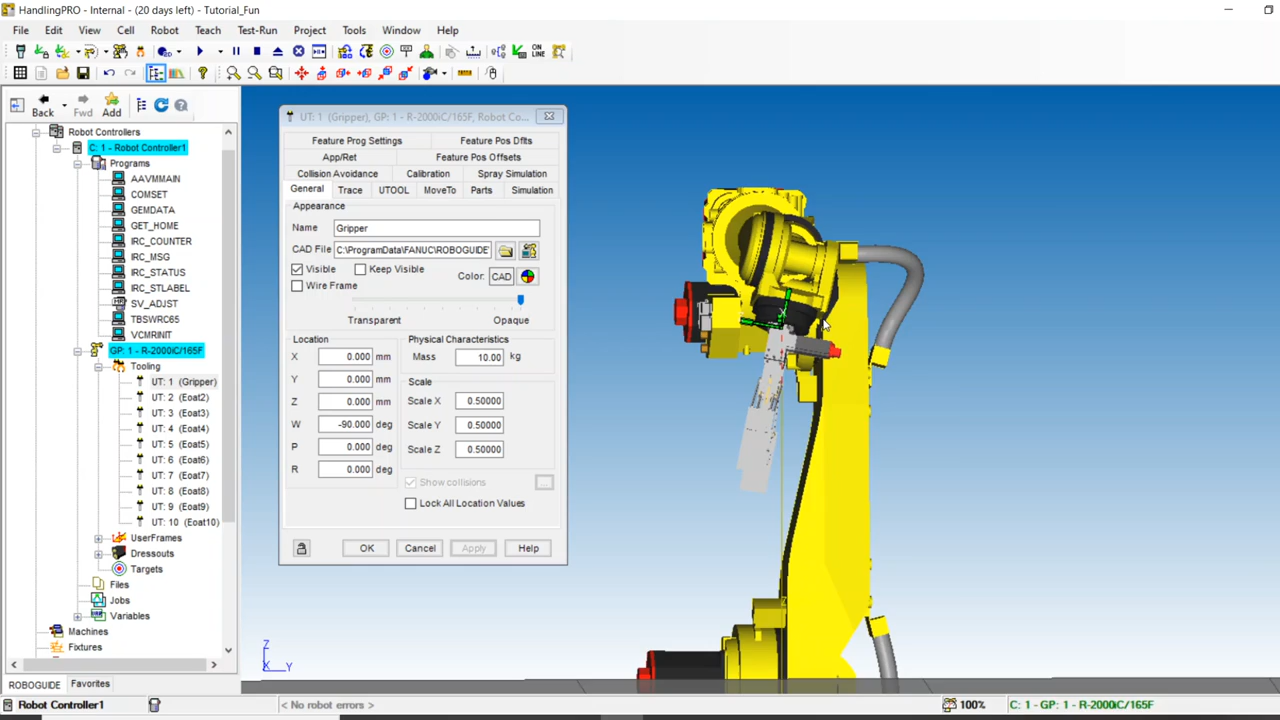 HandlingPRO - Internal - (20 days left) - Tutorial_Fun
File Edit View Cell Robot Teach Test-Run Project Tools Window Help
ON LINE
Back Fwd Add
Robot Controllers
C: 1 - Robot Controller1
Programs
AAVMMAIN
COMSET
GEMDATA
GET_HOME
IRC_COUNTER
IRC_MSG
IRC_STATUS
IRC_STLABEL
SV_ADJST
TBSWRC65
VCMRINIT
GP: 1 - R-2000iC/165F
Tooling
UT: 1 (Gripper)
UT: 2 (Eoat2)
UT: 3 (Eoat3)
UT: 4 (Eoat4)
UT: 5 (Eoat5)
UT: 6 (Eoat6)
UT: 7 (Eoat7)
UT: 8 (Eoat8)
UT: 9 (Eoat9)
UT: 10 (Eoat10)
UserFrames
Dressouts
Targets
Files
Jobs
Variables
Machines
Fixtures
ROBOGUIDE Favorites
UT: 1 (Gripper), GP: 1 - R-2000iC/165F, Robot Co...
Feature Prog Settings Feature Pos Dflts
App/Ret Feature Pos Offsets
Collision Avoidance Calibration Spray Simulation
General Trace UTOOL MoveTo Parts Simulation
Appearance
Name Gripper
CAD File C:\ProgramData\FANUC\ROBOGUIDE
Visible Keep Visible Color: CAD
Wire Frame
Transparent Opaque
Location Physical Characteristics
X 0.000 mm Mass 10.00 kg
Y 0.000 mm Scale
Z 0.000 mm Scale X 0.50000
W -90.000 deg Scale Y 0.50000
P 0.000 deg Scale Z 0.50000
R 0.000 deg
Show collisions ...
Lock All Location Values
OK Cancel Apply Help
Z
X Y
Z
Robot Controller1 < No robot errors > 100% C: 1 - GP: 1 - R-2000iC/165F